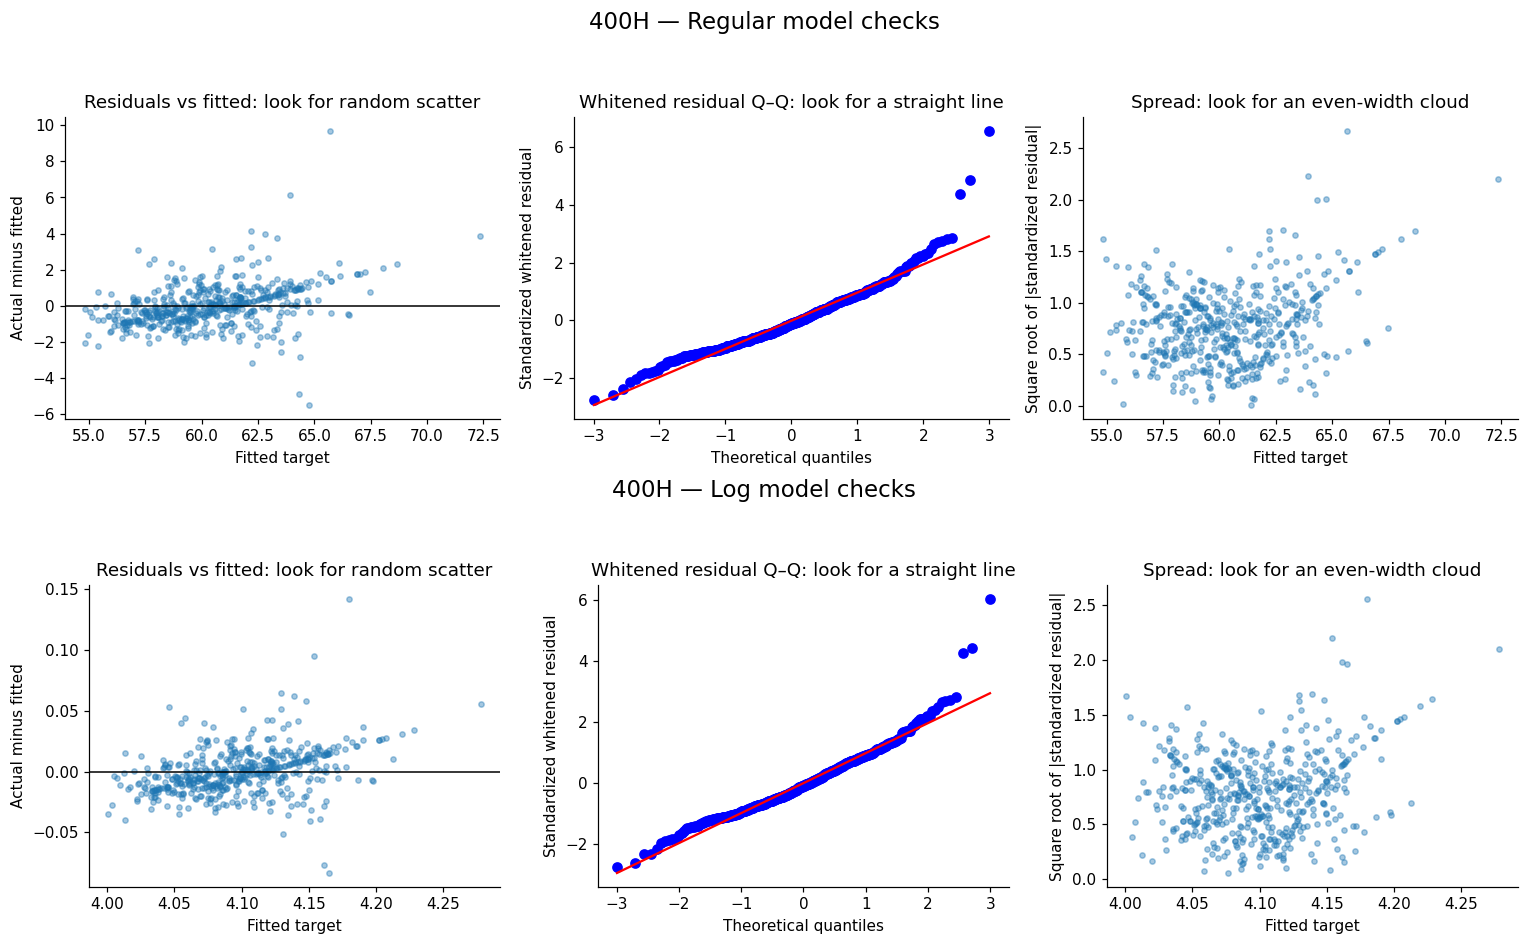 400H — Regular model checks
Residuals vs fitted: look for random scatter
Actual minus fitted
10
8
6
4
2
0
−2
−4
−6
55.0 57.5 60.0 62.5 65.0 67.5 70.0 72.5
Fitted target
Whitened residual Q–Q: look for a straight line
Standardized whitened residual
6
4
2
0
−2
−3 −2 −1 0 1 2 3
Theoretical quantiles
Spread: look for an even-width cloud
Square root of |standardized residual|
2.5
2.0
1.5
1.0
0.5
0.0
55.0 57.5 60.0 62.5 65.0 67.5 70.0 72.5
Fitted target
400H — Log model checks
Residuals vs fitted: look for random scatter
Actual minus fitted
0.15
0.10
0.05
0.00
−0.05
4.00 4.05 4.10 4.15 4.20 4.25
Fitted target
Whitened residual Q–Q: look for a straight line
Standardized whitened residual
6
4
2
0
−2
−3 −2 −1 0 1 2 3
Theoretical quantiles
Spread: look for an even-width cloud
Square root of |standardized residual|
2.5
2.0
1.5
1.0
0.5
0.0
4.00 4.05 4.10 4.15 4.20 4.25
Fitted target